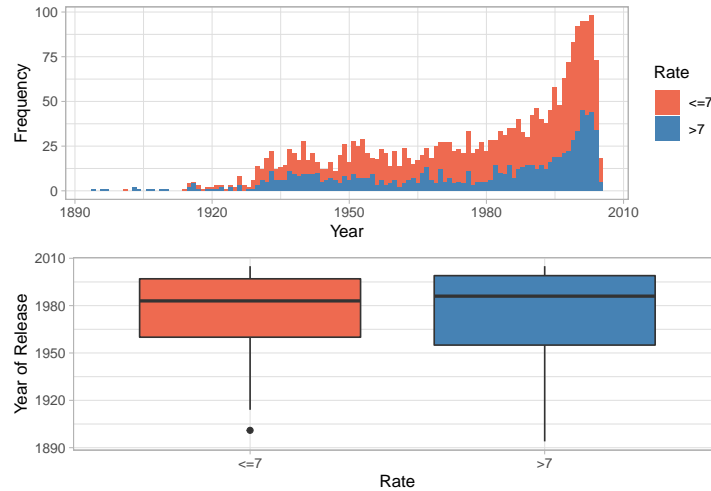 100
75
50
25
0
Frequency
1890 1920 1950 1980 2010
Year
Rate
<=7
>7
2010
1980
1950
1920
1890
Year of Release
<=7 >7
Rate